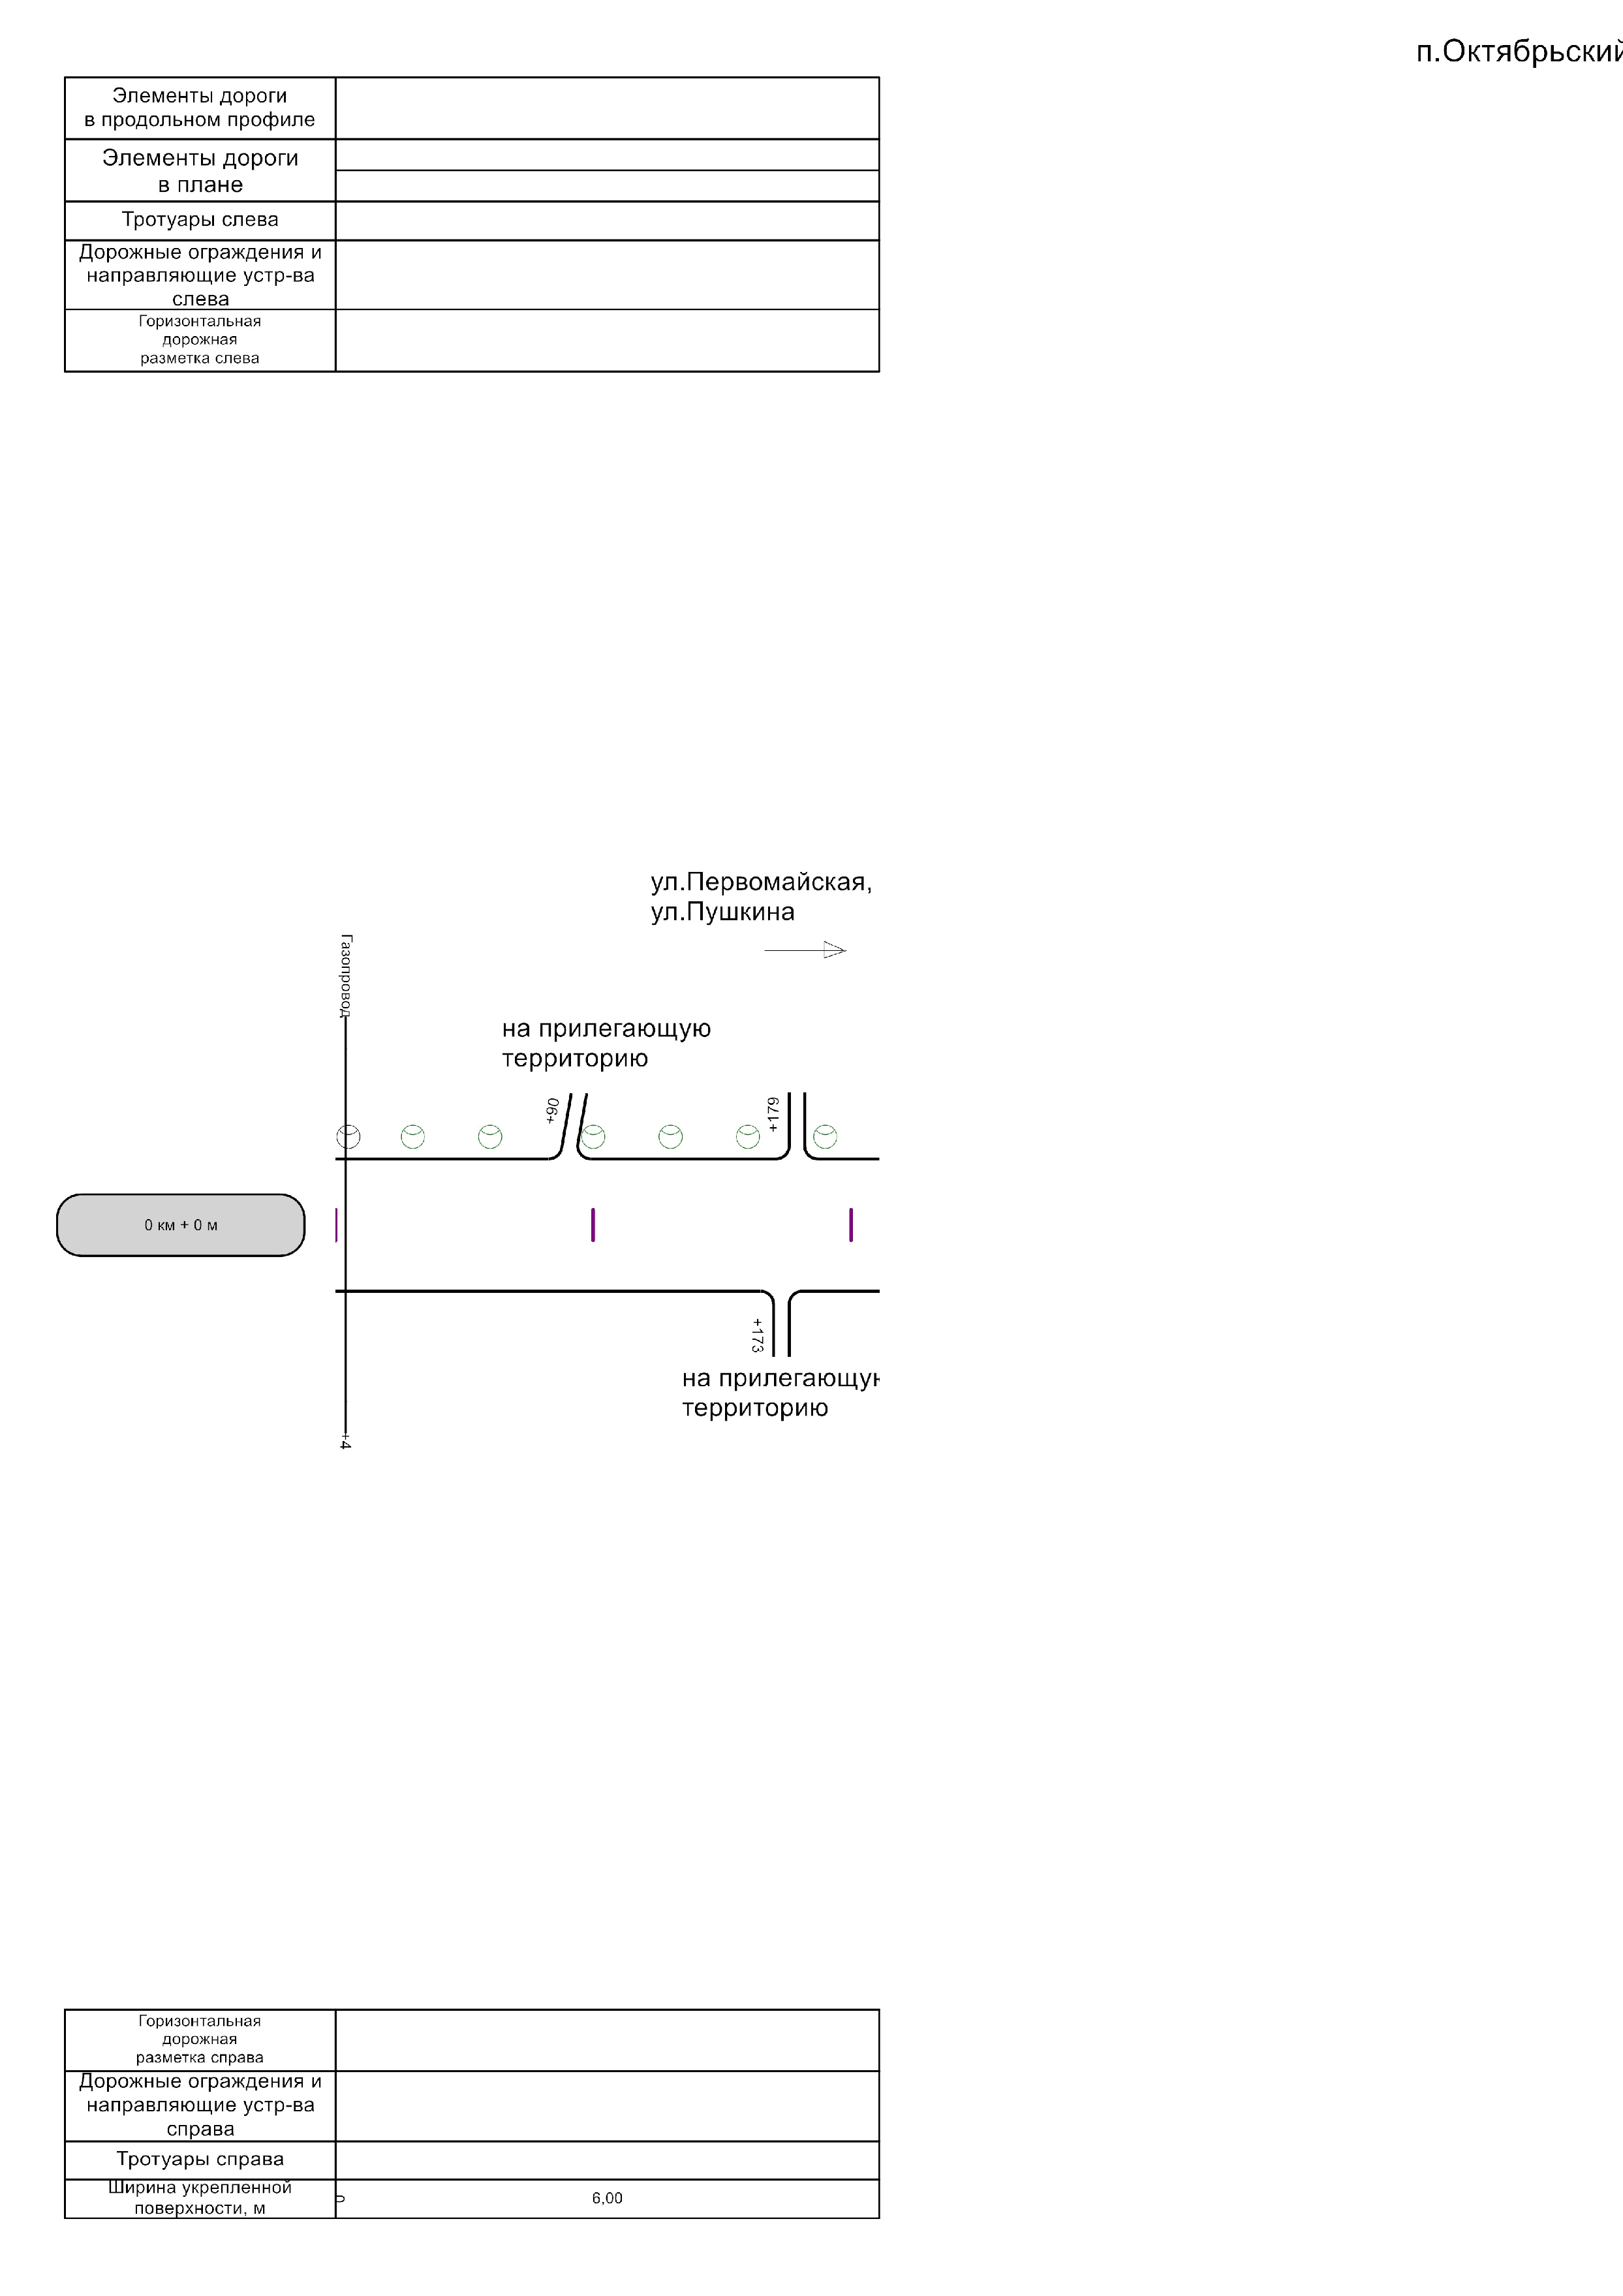 п.Октябрьский
Элементы дороги
в продольном профиле
Элементы дороги
в плане
Тротуары слева
Дорожные ограждения и
направляющие устр-ва
слева
Горизонтальная
дорожная
разметка слева
ул.Первомайская,
ул.Пушкина
Газопровод
на прилегающую
территорию
+90
+179
0 км + 0 м
+173
на прилегающую
территорию
+4
Горизонтальная
дорожная
разметка справа
Дорожные ограждения и
направляющие устр-ва
справа
Тротуары справа
Ширина укрепленной
поверхности, м
6,00